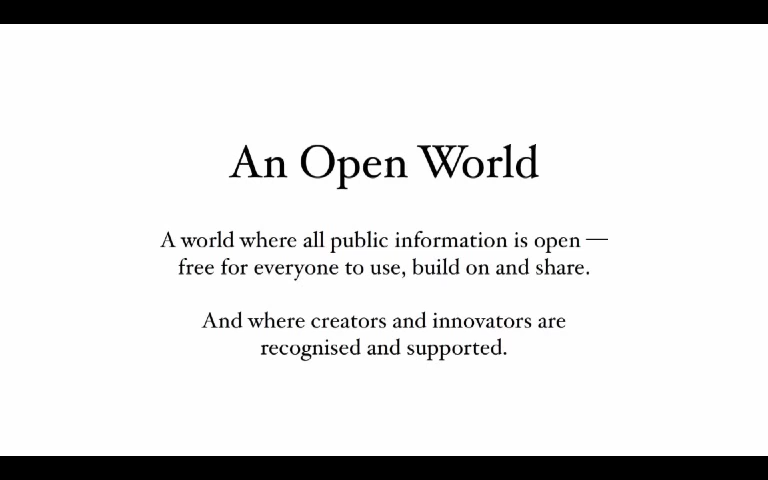 An Open World
A world where all public information is open —
free for everyone to use, build on and share.
And where creators and innovators are
recognised and supported.